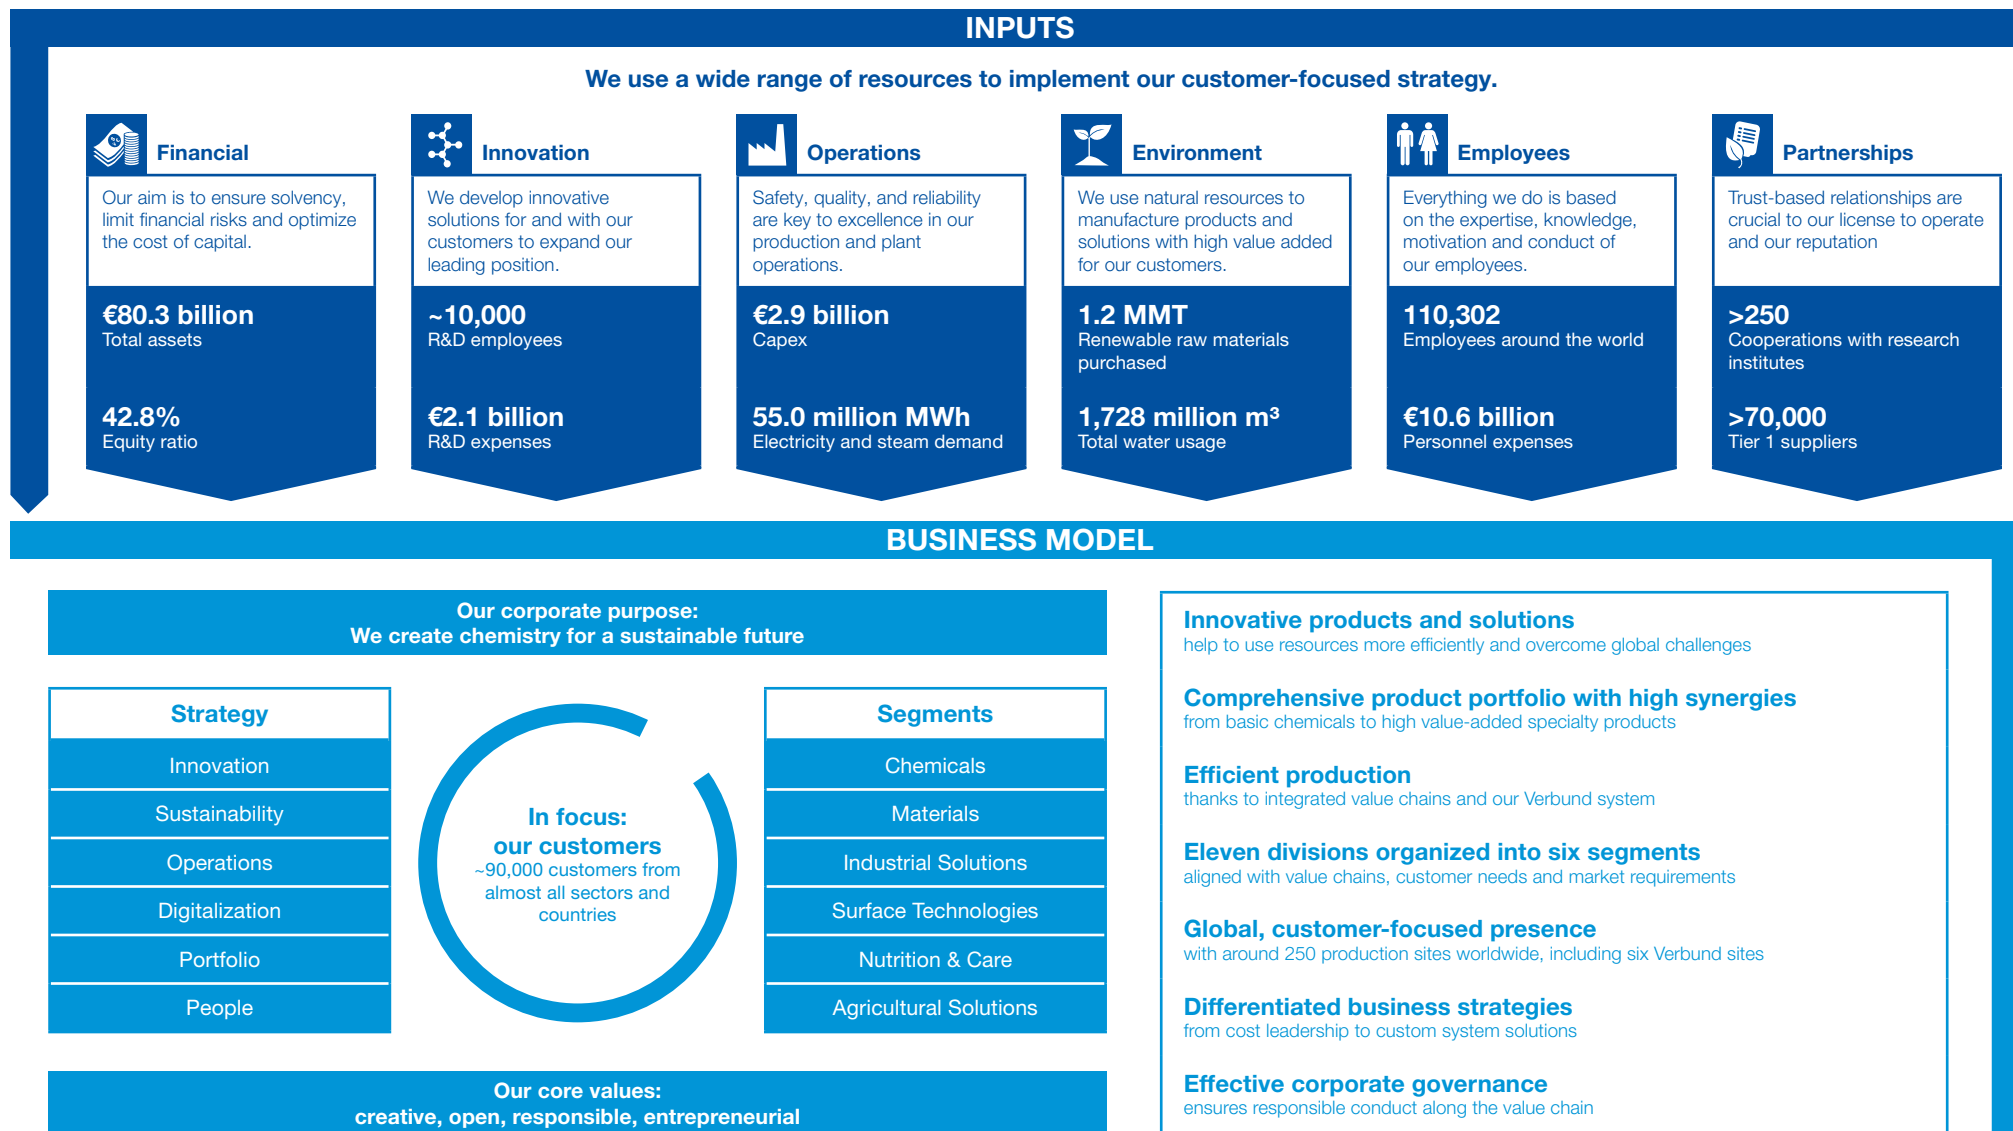 INPUTS
We use a wide range of resources to implement our customer-focused strategy.
Financial
Our aim is to ensure solvency,
limit financial risks and optimize
the cost of capital.
€80.3 billion
Total assets
42.8%
Equity ratio
Innovation
We develop innovative
solutions for and with our
customers to expand our
leading position.
~10,000
R&D employees
€2.1 billion
R&D expenses
Operations
Safety, quality, and reliability
are key to excellence in our
production and plant
operations.
€2.9 billion
Capex
55.0 million MWh
Electricity and steam demand
Environment
We use natural resources to
manufacture products and
solutions with high value added
for our customers.
1.2 MMT
Renewable raw materials
purchased
1,728 million m³
Total water usage
Employees
Everything we do is based
on the expertise, knowledge,
motivation and conduct of
our employees.
110,302
Employees around the world
€10.6 billion
Personnel expenses
Partnerships
Trust-based relationships are
crucial to our license to operate
and our reputation
>250
Cooperations with research
institutes
>70,000
Tier 1 suppliers
BUSINESS MODEL
Our corporate purpose:
We create chemistry for a sustainable future
Strategy
Innovation
Sustainability
Operations
Digitalization
Portfolio
People
In focus:
our customers
~90,000 customers from
almost all sectors and
countries
Segments
Chemicals
Materials
Industrial Solutions
Surface Technologies
Nutrition & Care
Agricultural Solutions
Our core values:
creative, open, responsible, entrepreneurial
Innovative products and solutions
help to use resources more efficiently and overcome global challenges
Comprehensive product portfolio with high synergies
from basic chemicals to high value-added specialty products
Efficient production
thanks to integrated value chains and our Verbund system
Eleven divisions organized into six segments
aligned with value chains, customer needs and market requirements
Global, customer-focused presence
with around 250 production sites worldwide, including six Verbund sites
Differentiated business strategies
from cost leadership to custom system solutions
Effective corporate governance
ensures responsible conduct along the value chain